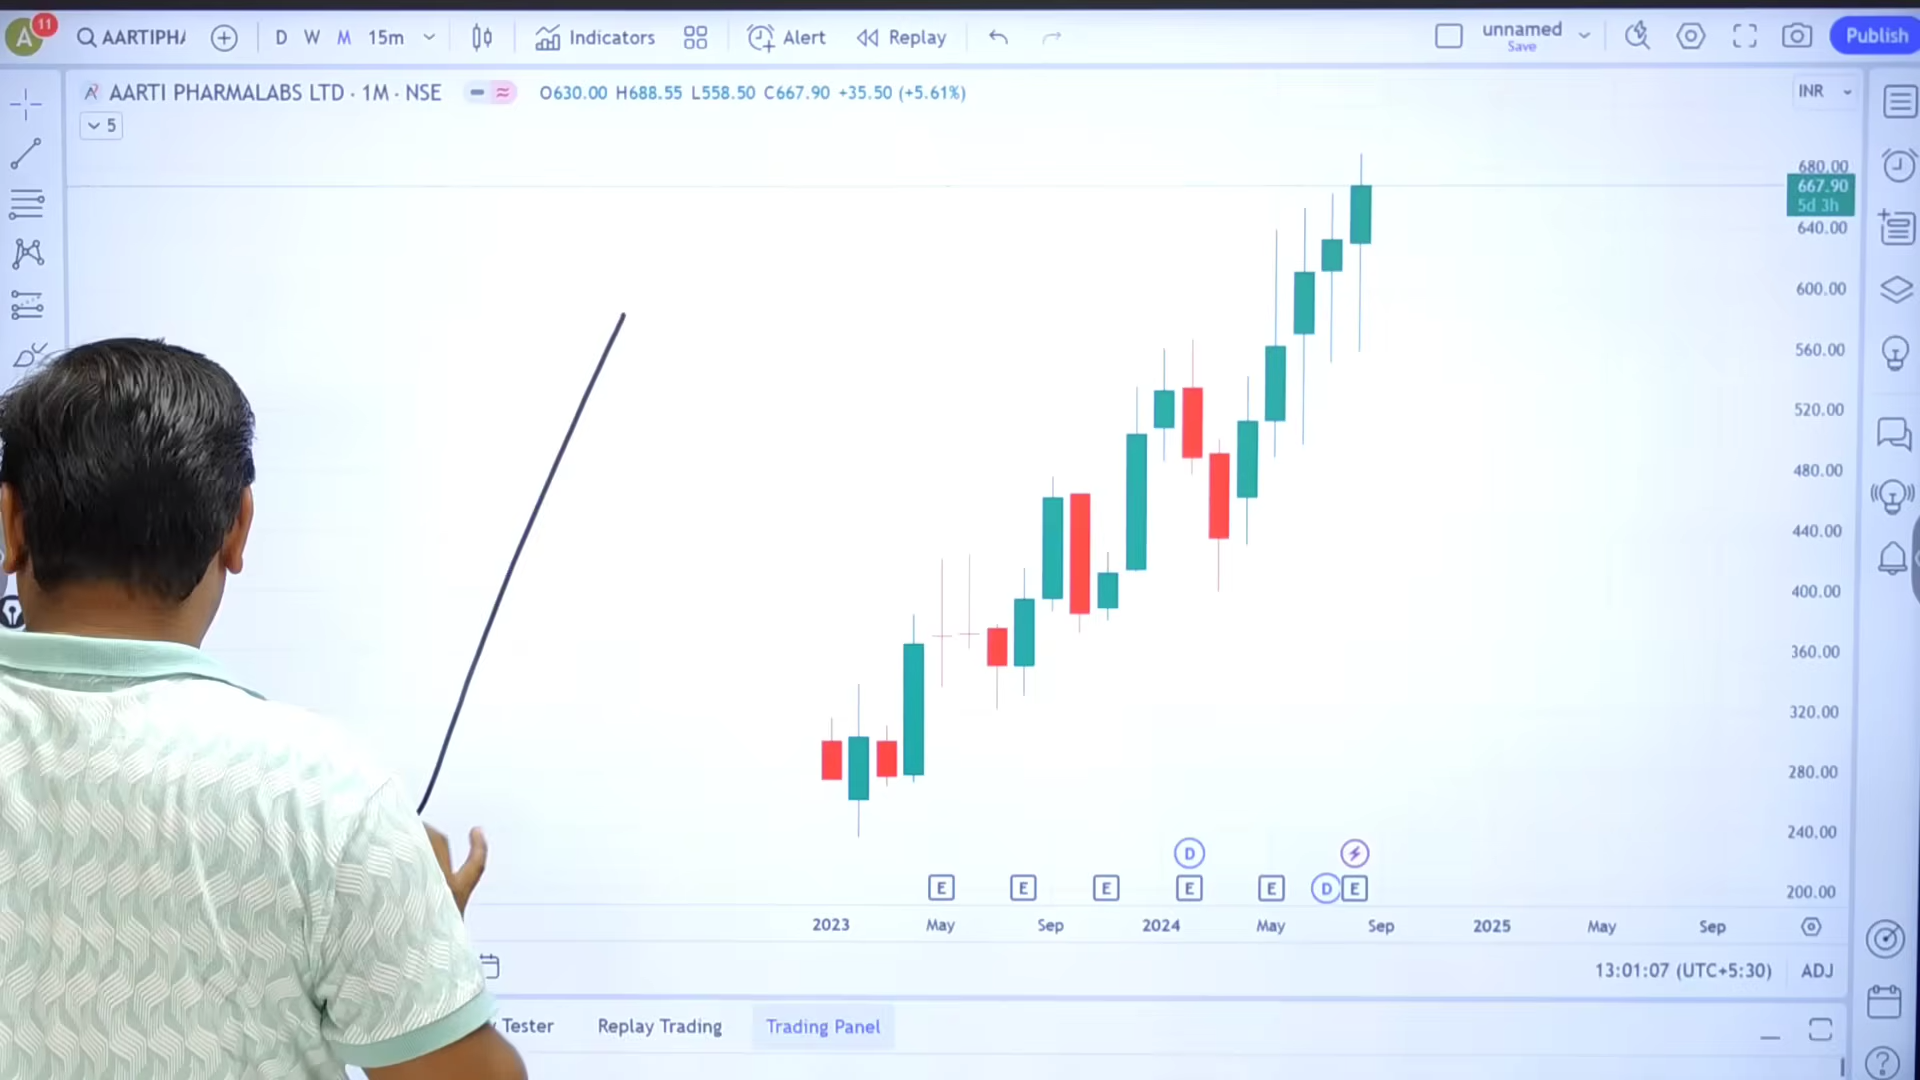 A 11 AARTIPH D W M 15m Indicators Alert Replay unnamed Save Publish
AARTI PHARMALABS LTD · 1M · NSE O630.00 H688.55 L558.50 C667.90 +35.50 (+5.61%) INR
5
680.00
667.90
5d 3h
640.00
600.00
560.00
520.00
480.00
440.00
400.00
360.00
320.00
280.00
240.00
D
E E E E E D E 200.00
2023 May Sep 2024 May Sep 2025 May Sep
13:01:07 (UTC+5:30) ADJ
Tester Replay Trading Trading Panel